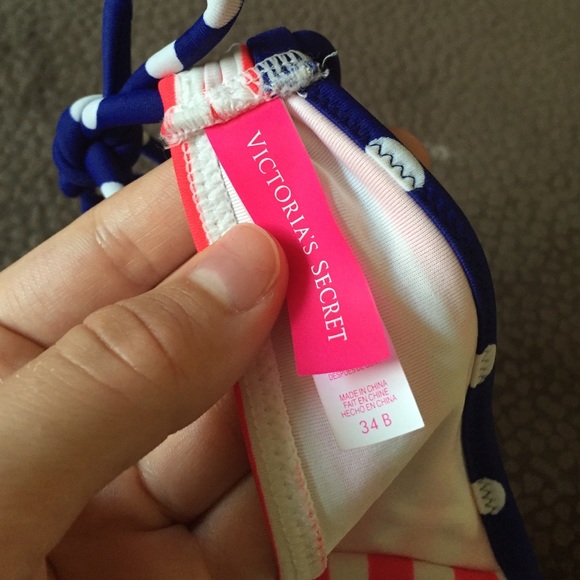 VICTORIA'S SECRET
MADE IN CHINA
FAIT EN CHINE
HECHO EN CHINA
34 B